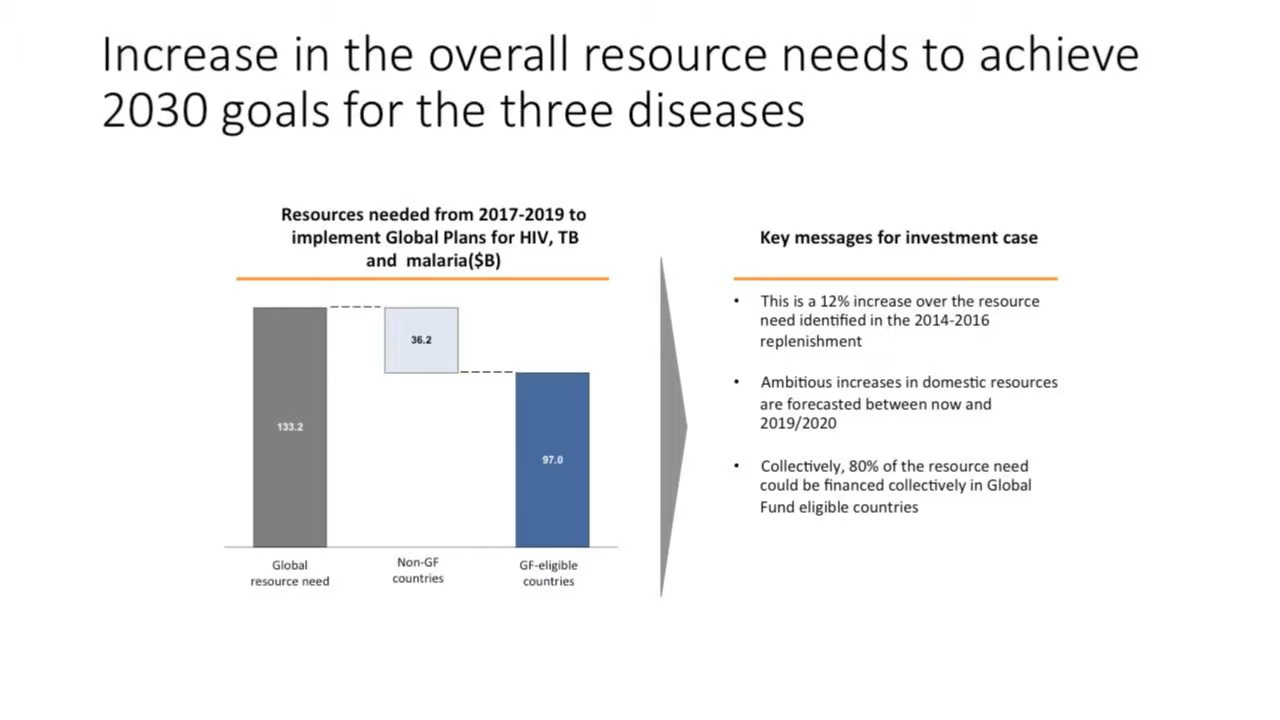 Increase in the overall resource needs to achieve
2030 goals for the three diseases
Resources needed from 2017-2019 to
implement Global Plans for HIV, TB
and malaria($B)
133.2
36.2
97.0
Global
resource need
Non-GF
countries
GF-eligible
countries
Key messages for investment case
• This is a 12% increase over the resource
need identified in the 2014-2016
replenishment
• Ambitious increases in domestic resources
are forecasted between now and
2019/2020
• Collectively, 80% of the resource need
could be financed collectively in Global
Fund eligible countries